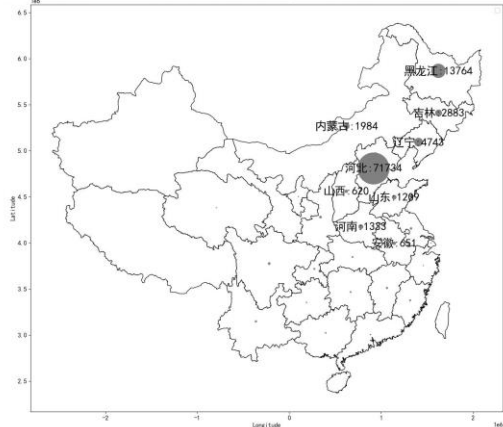 1e6
6.5
6.0
黑龙江:13764
5.5
吉林:2883
内蒙古:1984
辽宁:4743
5.0
河北:71734
山西:620
山东:1209
4.5
河南:1353
安徽:651
4.0
3.5
3.0
2.5
Latitude
-2
-1
0
1
2
Longitude
1e6